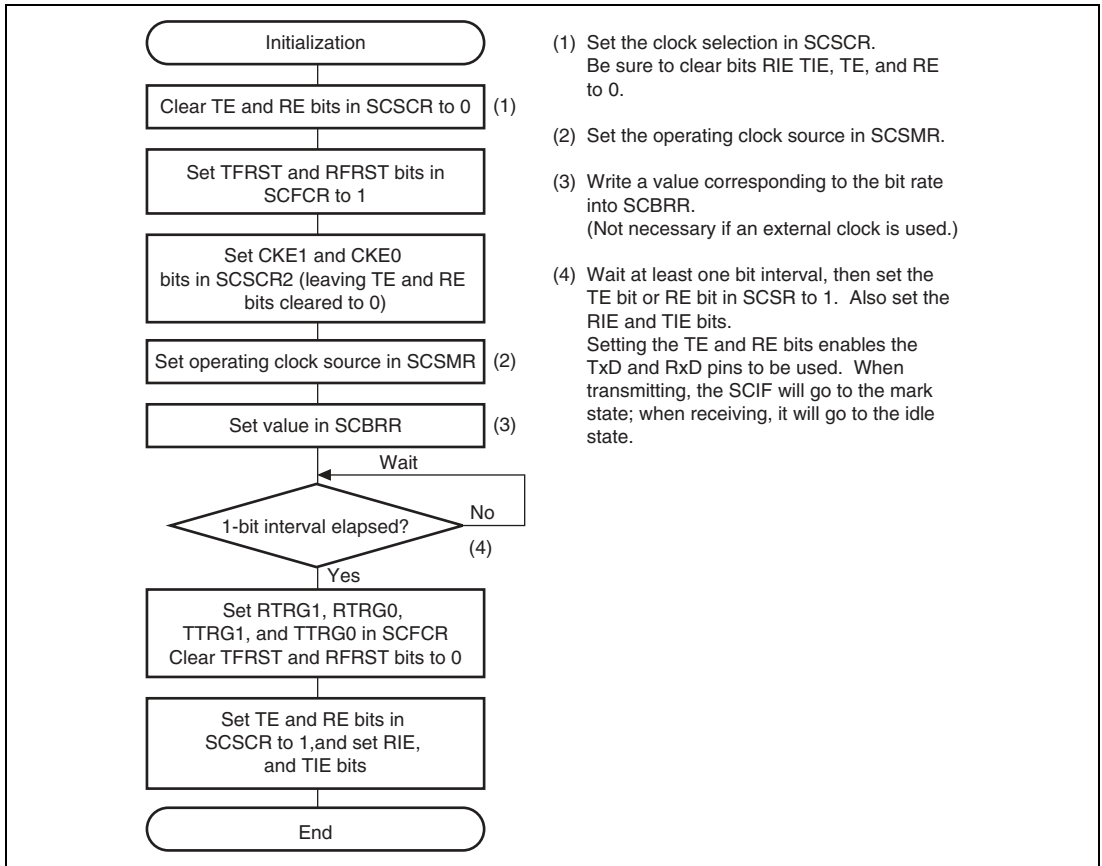 Initialization
Clear TE and RE bits in SCSCR to 0
(1)
Set TFRST and RFRST bits in
SCFCR to 1
Set CKE1 and CKE0
bits in SCSCR2 (leaving TE and RE
bits cleared to 0)
Set operating clock source in SCSMR
(2)
Set value in SCBRR
(3)
Wait
1-bit interval elapsed?
No
(4)
Yes
Set RTRG1, RTRG0,
TTRG1, and TTRG0 in SCFCR
Clear TFRST and RFRST bits to 0
Set TE and RE bits in
SCSCR to 1,and set RIE,
and TIE bits
End
(1) Set the clock selection in SCSCR.
Be sure to clear bits RIE TIE, TE, and RE
to 0.
(2) Set the operating clock source in SCSMR.
(3) Write a value corresponding to the bit rate
into SCBRR.
(Not necessary if an external clock is used.)
(4) Wait at least one bit interval, then set the
TE bit or RE bit in SCSR to 1. Also set the
RIE and TIE bits.
Setting the TE and RE bits enables the
TxD and RxD pins to be used. When
transmitting, the SCIF will go to the mark
state; when receiving, it will go to the idle
state.